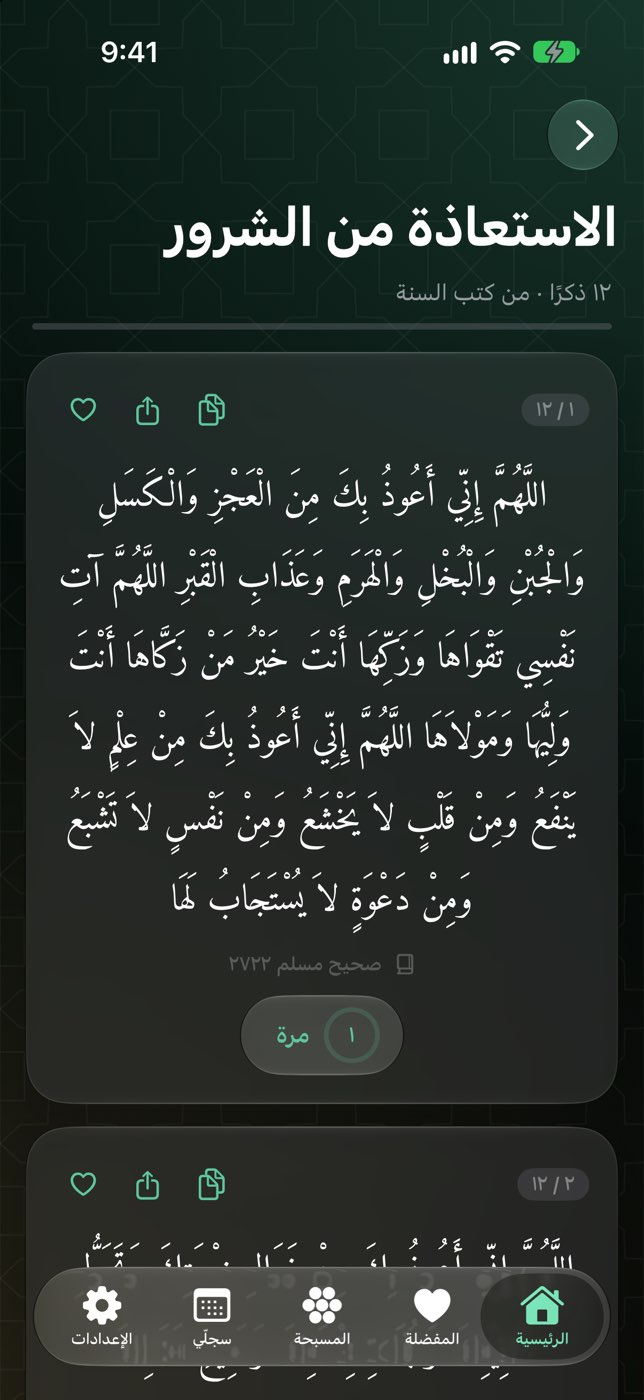 9:41
الاستعاذة من الشرور
١٢ ذكرًا · من كتب السنة
١ / ١٢
اللَّهُمَّ إِنِّي أَعُوذُ بِكَ مِنَ الْعَجْزِ وَالْكَسَلِ
وَالْجُبْنِ وَالْبُخْلِ وَالْهَرَمِ وَعَذَابِ الْقَبْرِ اللَّهُمَّ آتِ
نَفْسِي تَقْوَاهَا وَزَكِّهَا أَنْتَ خَيْرُ مَنْ زَكَّاهَا أَنْتَ
وَلِيُّهَا وَمَوْلاَهَا اللَّهُمَّ إِنِّي أَعُوذُ بِكَ مِنْ عِلْمٍ لاَ
يَنْفَعُ وَمِنْ قَلْبٍ لاَ يَخْشَعُ وَمِنْ نَفْسٍ لاَ تَشْبَعُ
وَمِنْ دَعْوَةٍ لاَ يُسْتَجَابُ لَهَا
صحيح مسلم ٢٧٢٢
١ مرة
٢ / ١٢
اللَّهُمَّ إِنِّي أَعُوذُ بِكَ
الرئيسية
المفضلة
المسبحة
سجلّي
الإعدادات